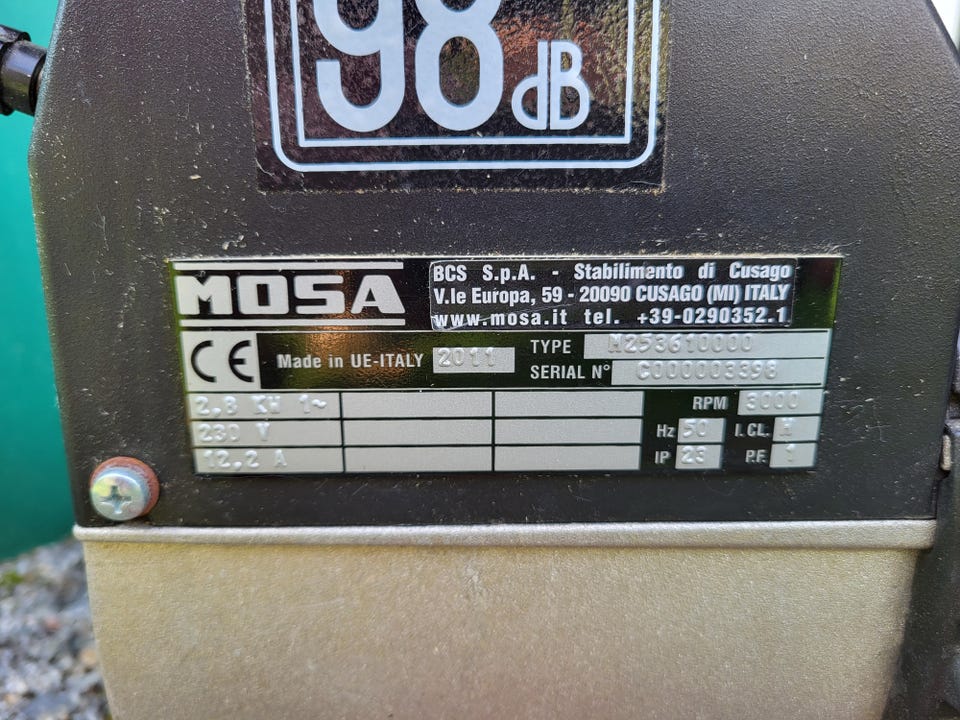 98 dB
MOSA
BCS S.p.A. - Stabilimento di Cusago
V.le Europa, 59 - 20090 CUSAGO (MI) ITALY
www.mosa.it tel. +39-0290352.1
CE Made in UE-ITALY 2011
TYPE M253610000
SERIAL N° C000003398
2,8 KW 1~ RPM 3000
230 V Hz 50 I.CL. H
12,2 A IP 23 P.F. 1